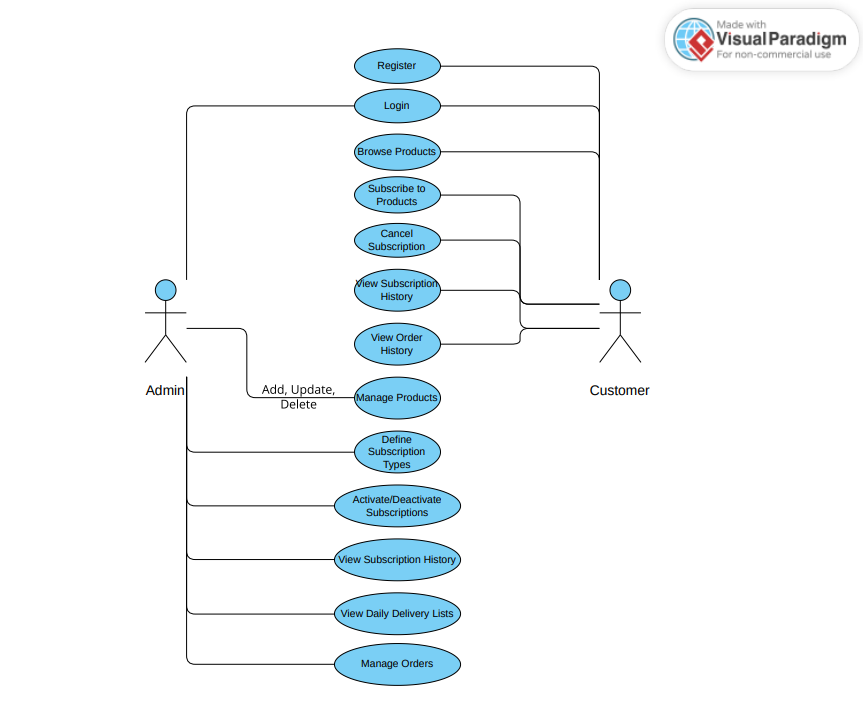 Made with
Visual Paradigm
For non-commercial use
Register
Login
Browse Products
Subscribe to
Products
Cancel
Subscription
View Subscription
History
View Order
History
Admin
Customer
Add, Update,
Delete
Manage Products
Define
Subscription
Types
Activate/Deactivate
Subscriptions
View Subscription History
View Daily Delivery Lists
Manage Orders